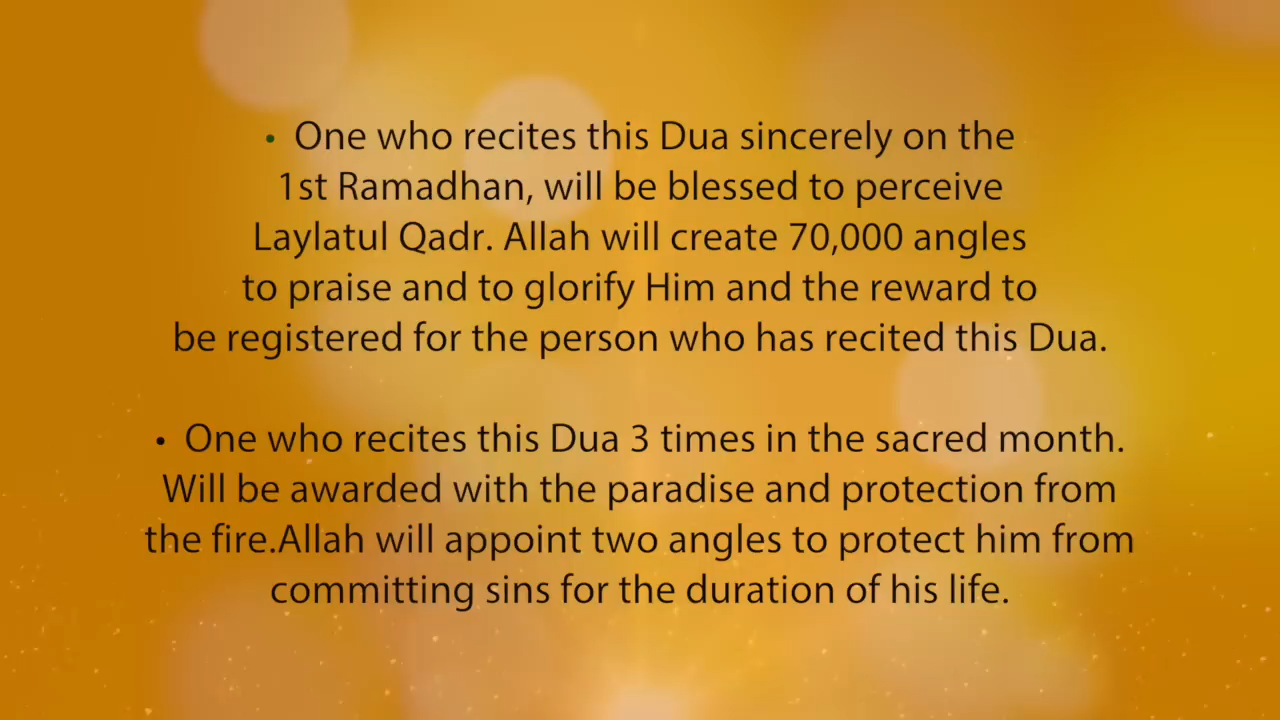 • One who recites this Dua sincerely on the
1st Ramadhan, will be blessed to perceive
Laylatul Qadr. Allah will create 70,000 angles
to praise and to glorify Him and the reward to
be registered for the person who has recited this Dua.
• One who recites this Dua 3 times in the sacred month.
Will be awarded with the paradise and protection from
the fire.Allah will appoint two angles to protect him from
committing sins for the duration of his life.